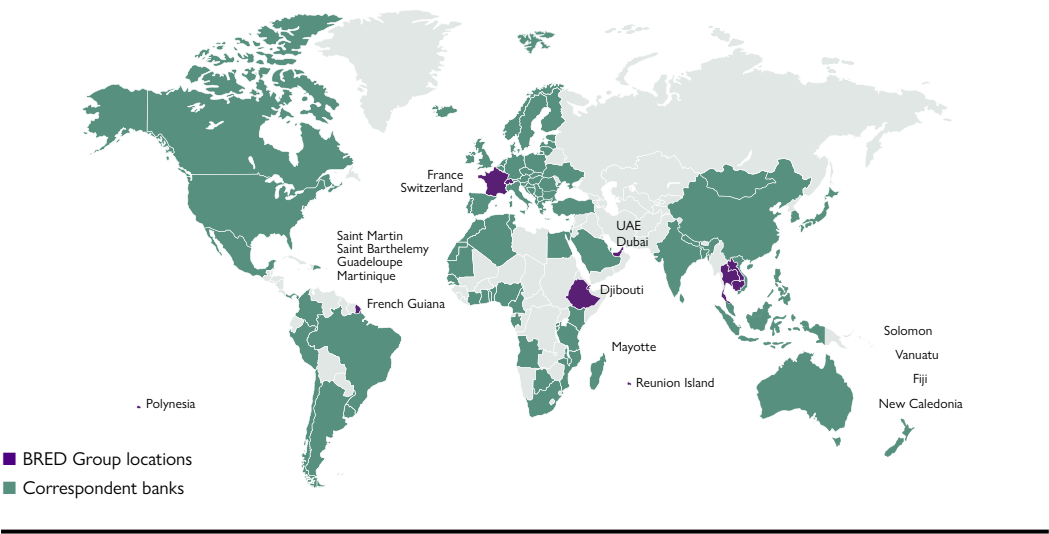 France
Switzerland
UAE
Dubai
Saint Martin
Saint Barthelemy
Guadeloupe
Martinique
Djibouti
French Guiana
Solomon
Mayotte
Vanuatu
Fiji
Reunion Island
New Caledonia
Polynesia
BRED Group locations
Correspondent banks